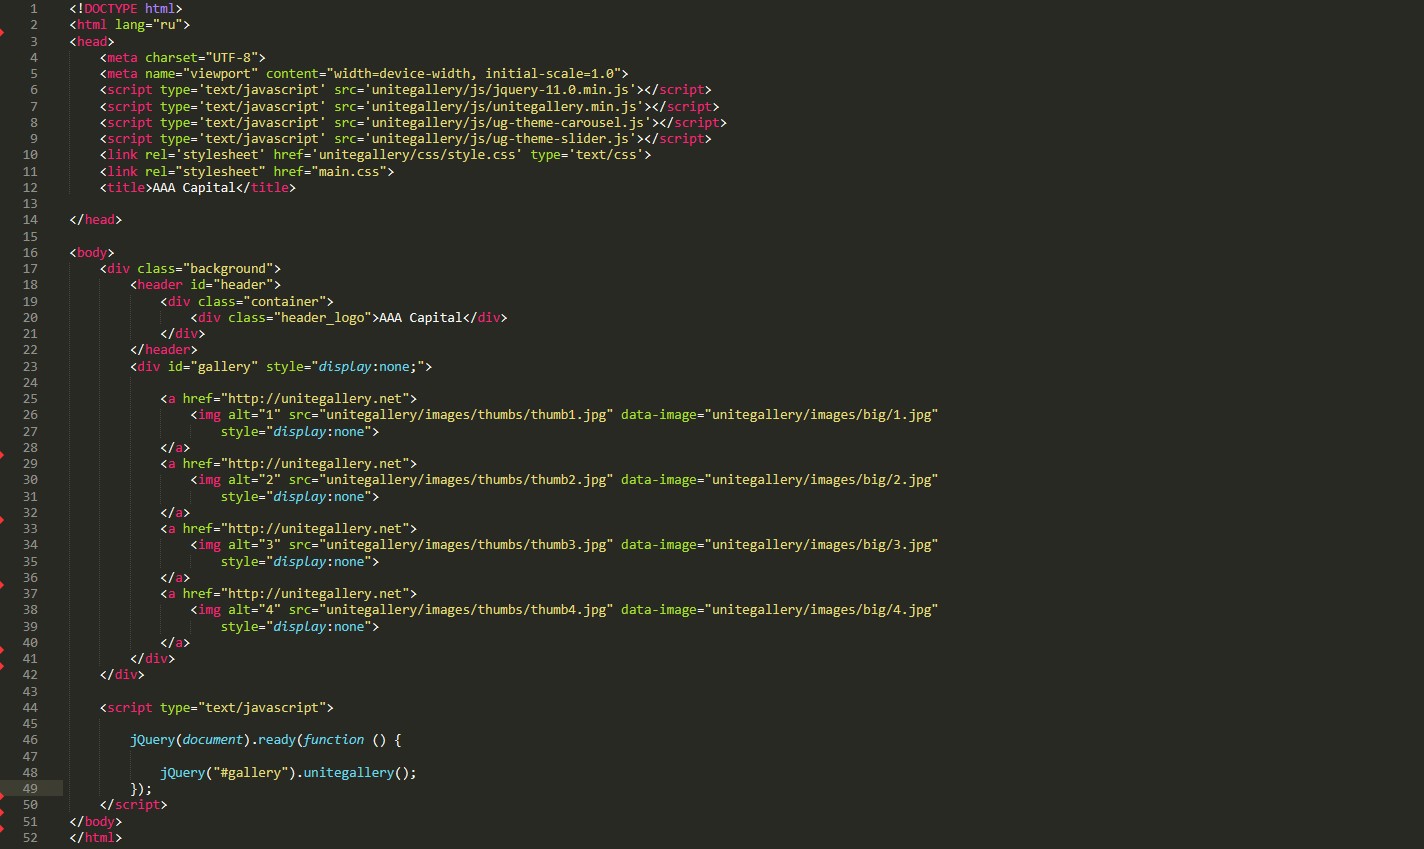 1 <!DOCTYPE html>
2 <html lang="ru">
3 <head>
4     <meta charset="UTF-8">
5     <meta name="viewport" content="width=device-width, initial-scale=1.0">
6     <script type='text/javascript' src='unitegallery/js/jquery-11.0.min.js'></script>
7     <script type='text/javascript' src='unitegallery/js/unitegallery.min.js'></script>
8     <script type='text/javascript' src='unitegallery/js/ug-theme-carousel.js'></script>
9     <script type='text/javascript' src='unitegallery/js/ug-theme-slider.js'></script>
10     <link rel='stylesheet' href='unitegallery/css/style.css' type='text/css'>
11     <link rel="stylesheet" href="main.css">
12     <title>AAA Capital</title>
13
14 </head>
15
16 <body>
17     <div class="background">
18         <header id="header">
19             <div class="container">
20                 <div class="header_logo">AAA Capital</div>
21             </div>
22         </header>
23         <div id="gallery" style="display:none;">
24
25             <a href="http://unitegallery.net">
26                 <img alt="1" src="unitegallery/images/thumbs/thumb1.jpg" data-image="unitegallery/images/big/1.jpg"
27                     style="display:none">
28             </a>
29             <a href="http://unitegallery.net">
30                 <img alt="2" src="unitegallery/images/thumbs/thumb2.jpg" data-image="unitegallery/images/big/2.jpg"
31                     style="display:none">
32             </a>
33             <a href="http://unitegallery.net">
34                 <img alt="3" src="unitegallery/images/thumbs/thumb3.jpg" data-image="unitegallery/images/big/3.jpg"
35                     style="display:none">
36             </a>
37             <a href="http://unitegallery.net">
38                 <img alt="4" src="unitegallery/images/thumbs/thumb4.jpg" data-image="unitegallery/images/big/4.jpg"
39                     style="display:none">
40             </a>
41         </div>
42     </div>
43
44     <script type="text/javascript">
45
46         jQuery(document).ready(function () {
47
48             jQuery("#gallery").unitegallery();
49         });
50     </script>
51 </body>
52 </html>